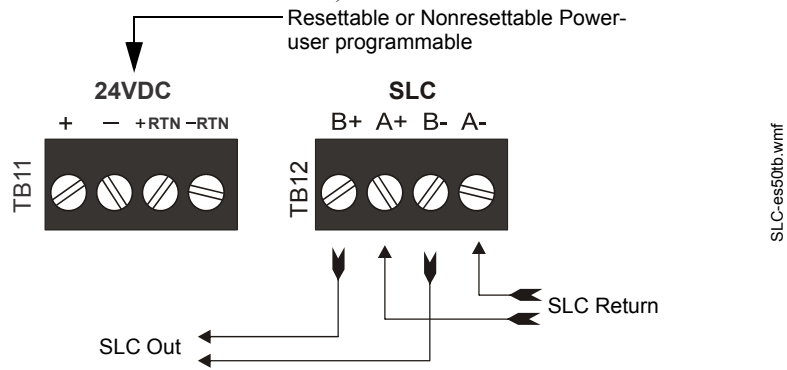 Resettable or Nonresettable Power-
user programmable
24VDC
SLC
+ — +RTN −RTN
B+ A+ B- A-
TB11
TB12
SLC-es50tb.wmf
SLC Return
SLC Out